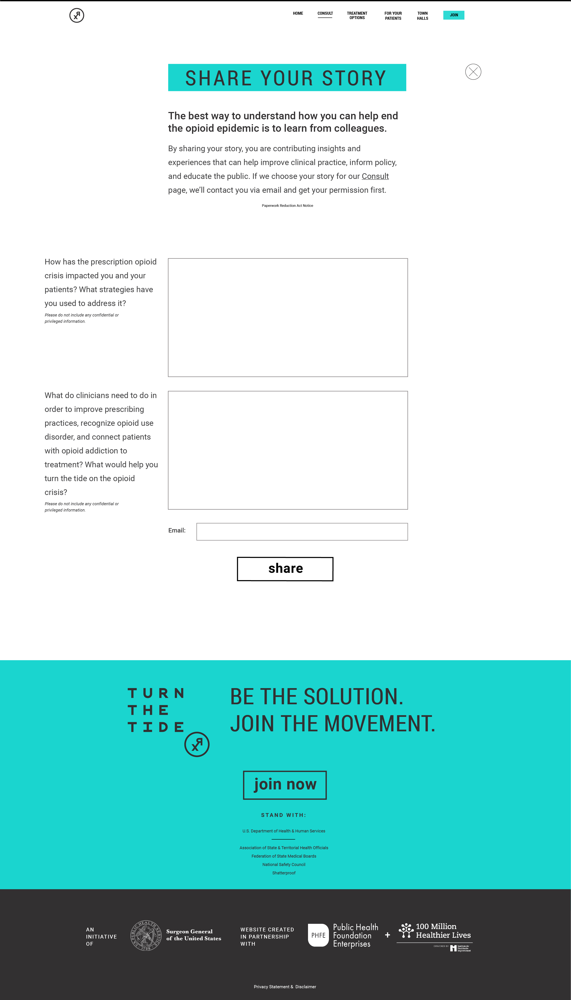 HOME
CONSULT
TREATMENT
OPTIONS
FOR YOUR
PATIENTS
TOWN
HALLS
JOIN
SHARE YOUR STORY
The best way to understand how you can help end
the opioid epidemic is to learn from colleagues.
By sharing your story, you are contributing insights and
experiences that can help improve clinical practice, inform policy,
and educate the public. If we choose your story for our Consult
page, we’ll contact you via email and get your permission first.
Paperwork Reduction Act Notice
How has the prescription opioid
crisis impacted you and your
patients? What strategies have
you used to address it?
Please do not include any confidential or
privileged information.
What do clinicians need to do in
order to improve prescribing
practices, recognize opioid use
disorder, and connect patients
with opioid addiction to
treatment? What would help you
turn the tide on the opioid
crisis?
Please do not include any confidential or
privileged information.
Email:
share
TURN
THE
TIDE
BE THE SOLUTION.
JOIN THE MOVEMENT.
join now
STAND WITH:
U.S. Department of Health & Human Services
Association of State & Territorial Health Officials
Federation of State Medical Boards
National Safety Council
Shatterproof
AN
INITIATIVE
OF
U.S. PUBLIC HEALTH SERVICE
1798
Surgeon General
of the United States
WEBSITE CREATED
IN PARTNERSHIP
WITH
PHFE
Public Health
Foundation
Enterprises
+
100 Million
Healthier Lives
CONVENED BY
Institute for
Healthcare
Improvement
Privacy Statement & Disclaimer